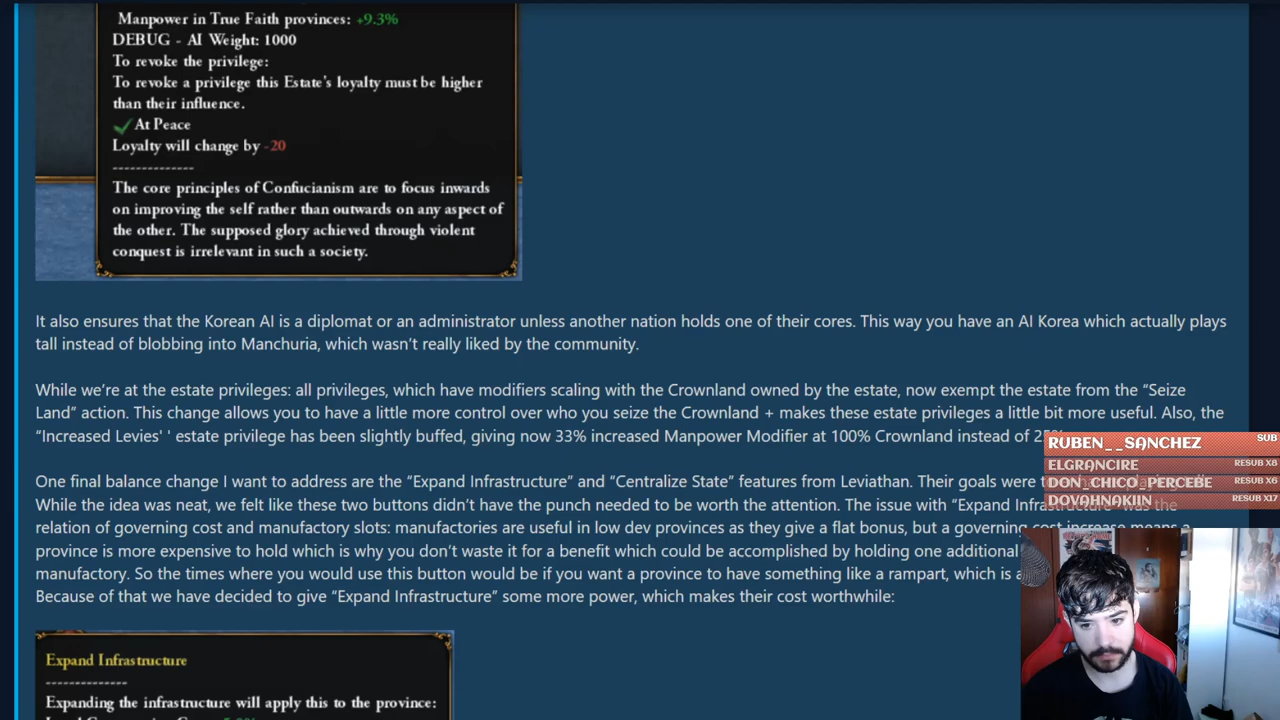 Manpower in True Faith provinces: +9.3%
DEBUG - AI Weight: 1000
To revoke the privilege:
To revoke a privilege this Estate's loyalty must be higher
than their influence.
At Peace
Loyalty will change by -20
--------------
The core principles of Confucianism are to focus inwards
on improving the self rather than outwards on any aspect of
the other. The supposed glory achieved through violent
conquest is irrelevant in such a society.
It also ensures that the Korean AI is a diplomat or an administrator unless another nation holds one of their cores. This way you have an AI Korea which actually plays
tall instead of blobbing into Manchuria, which wasn’t really liked by the community.
While we’re at the estate privileges: all privileges, which have modifiers scaling with the Crownland owned by the estate, now exempt the estate from the “Seize
Land” action. This change allows you to have a little more control over who you seize the Crownland + makes these estate privileges a little bit more useful. Also, the
“Increased Levies' ' estate privilege has been slightly buffed, giving now 33% increased Manpower Modifier at 100% Crownland instead of
RUBEN__SANCHEZ SUB
ELGRANCIRE RESUB X8
DON_CHICO_PERCEBE RESUB X6
DOVAHNAKIIN RESUB X17
One final balance change I want to address are the “Expand Infrastructure” and “Centralize State” features from Leviathan. Their goals were
While the idea was neat, we felt like these two buttons didn’t have the punch needed to be worth the attention. The issue with “Expand Infrastructure” was the
relation of governing cost and manufactory slots: manufactories are useful in low dev provinces as they give a flat bonus, but a governing cost increase means a
province is more expensive to hold which is why you don’t waste it for a benefit which could be accomplished by holding one additional
manufactory. So the times where you would use this button would be if you want a province to have something like a rampart, which is
Because of that we have decided to give “Expand Infrastructure” some more power, which makes their cost worthwhile:
Expand Infrastructure
--------------
Expanding the infrastructure will apply this to the province: